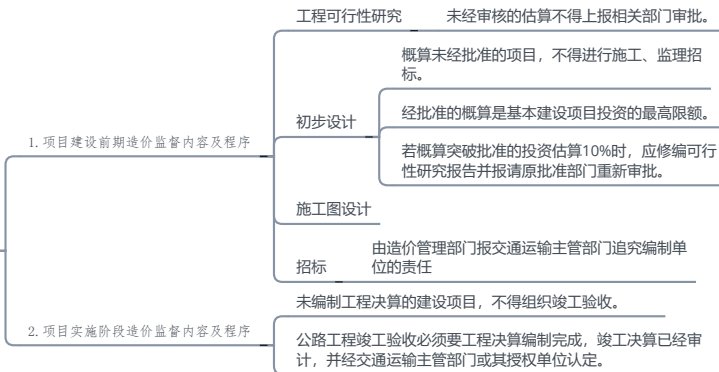 工程可行性研究
未经审核的估算不得上报相关部门审批。
概算未经批准的项目，不得进行施工、监理招
标。
初步设计
经批准的概算是基本建设项目投资的最高限额。
若概算突破批准的投资估算10%时，应修编可行
性研究报告并报请原批准部门重新审批。
1. 项目建设前期造价监督内容及程序
施工图设计
招标
由造价管理部门报交通运输主管部门追究编制单
位的责任
2. 项目实施阶段造价监督内容及程序
未编制工程决算的建设项目，不得组织竣工验收。
公路工程竣工验收必须要工程决算编制完成，竣工决算已经审
计，并经交通运输主管部门或其授权单位认定。